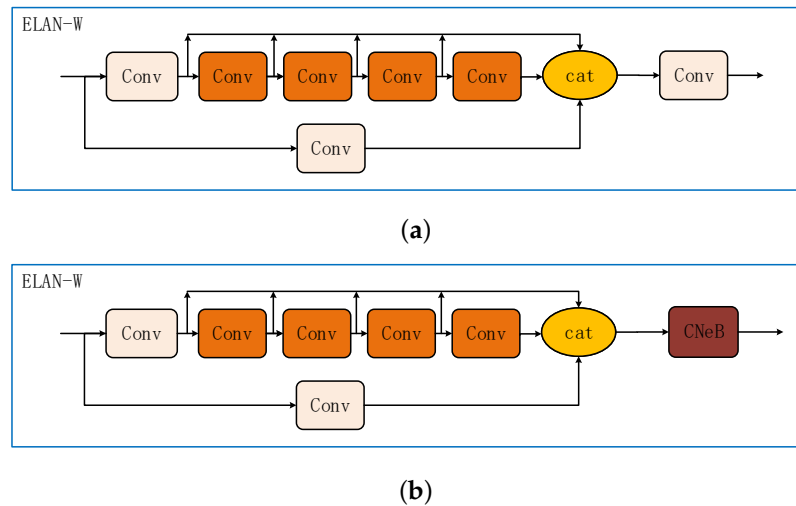 ELAN-W
Conv Conv Conv Conv Conv cat Conv
Conv
(a)
ELAN-W
Conv Conv Conv Conv Conv cat CNeB
Conv
(b)